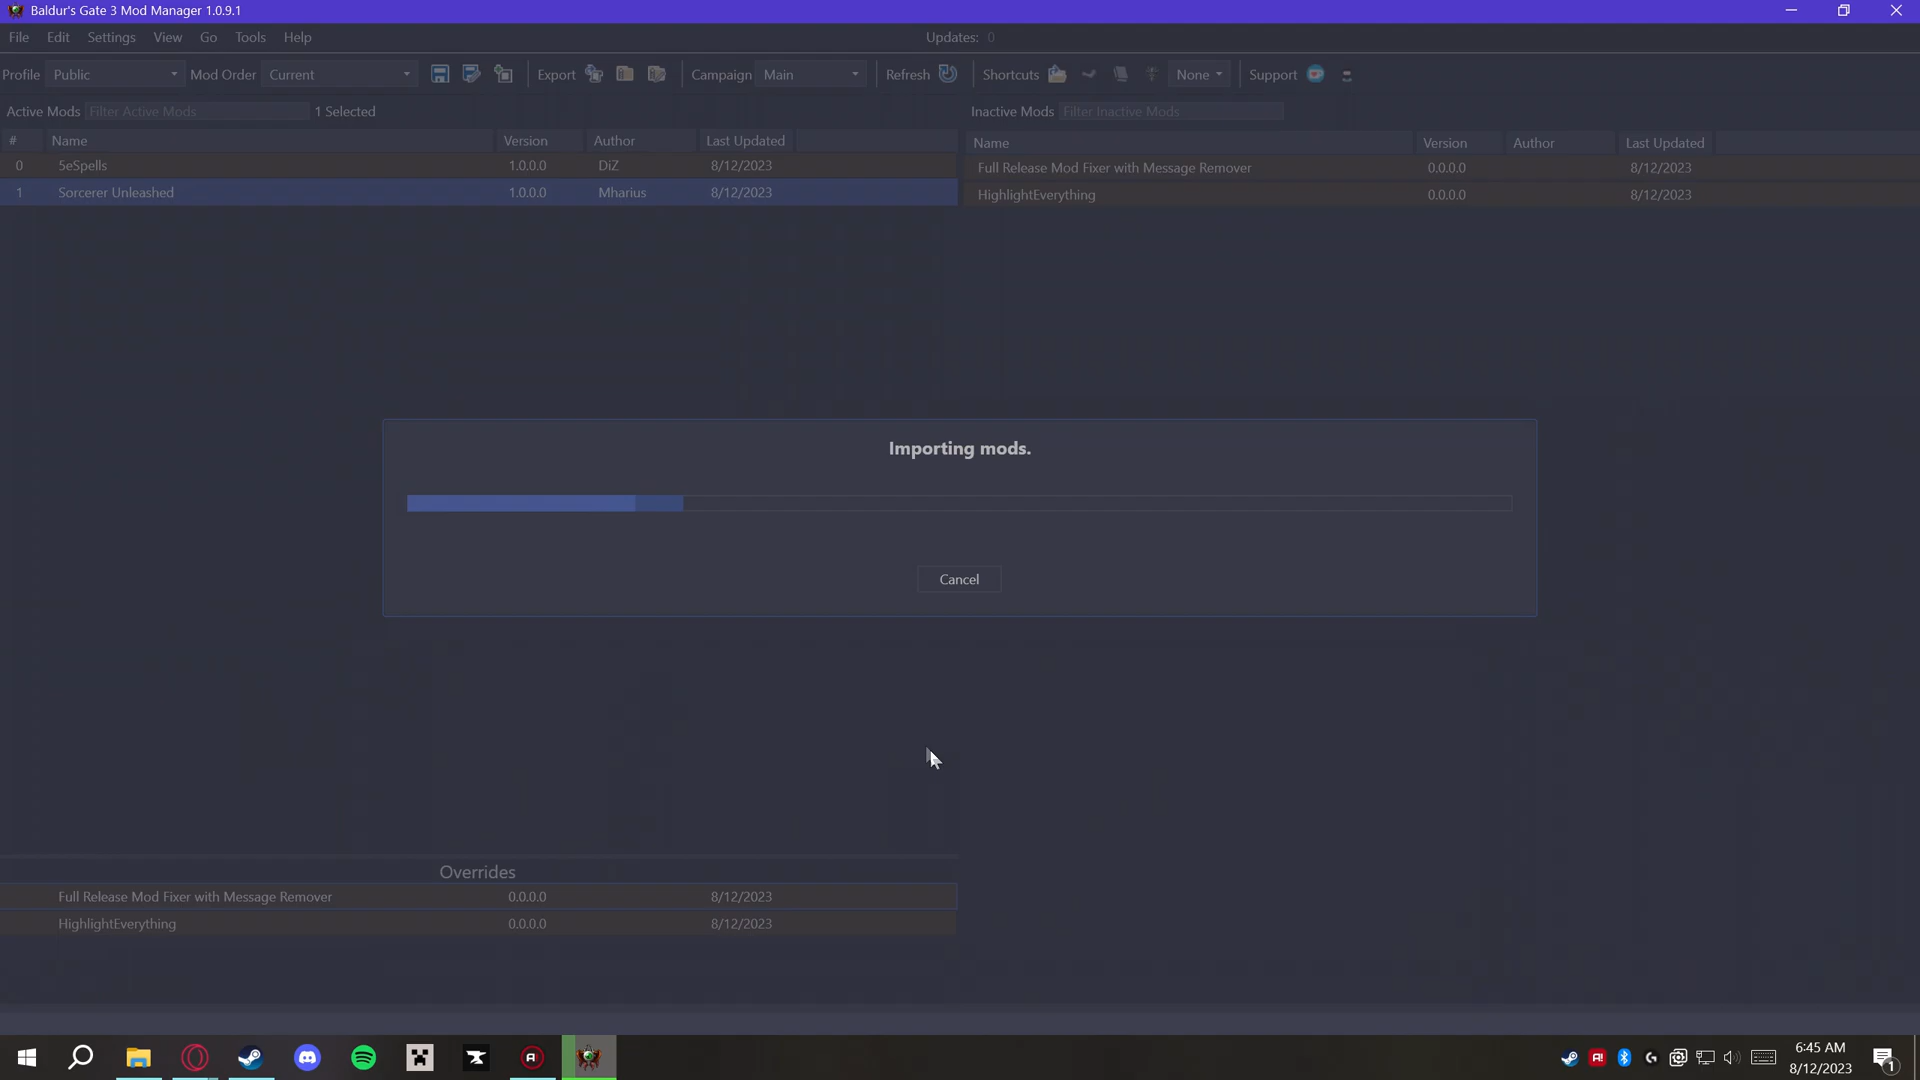 Baldur's Gate 3 Mod Manager 1.0.9.1
File Edit Settings View Go Tools Help Updates: 0
Profile Public Mod Order Current Export Campaign Main Refresh Shortcuts None Support
Active Mods Filter Active Mods 1 Selected Inactive Mods Filter Inactive Mods
# Name Version Author Last Updated Name Version Author Last Updated
0 5eSpells 1.0.0.0 DiZ 8/12/2023 Full Release Mod Fixer with Message Remover 0.0.0.0 8/12/2023
1 Sorcerer Unleashed 1.0.0.0 Mharius 8/12/2023 HighlightEverything 0.0.0.0 8/12/2023
Importing mods.
Cancel
Overrides
Full Release Mod Fixer with Message Remover 0.0.0.0 8/12/2023
HighlightEverything 0.0.0.0 8/12/2023
6:45 AM
8/12/2023
1